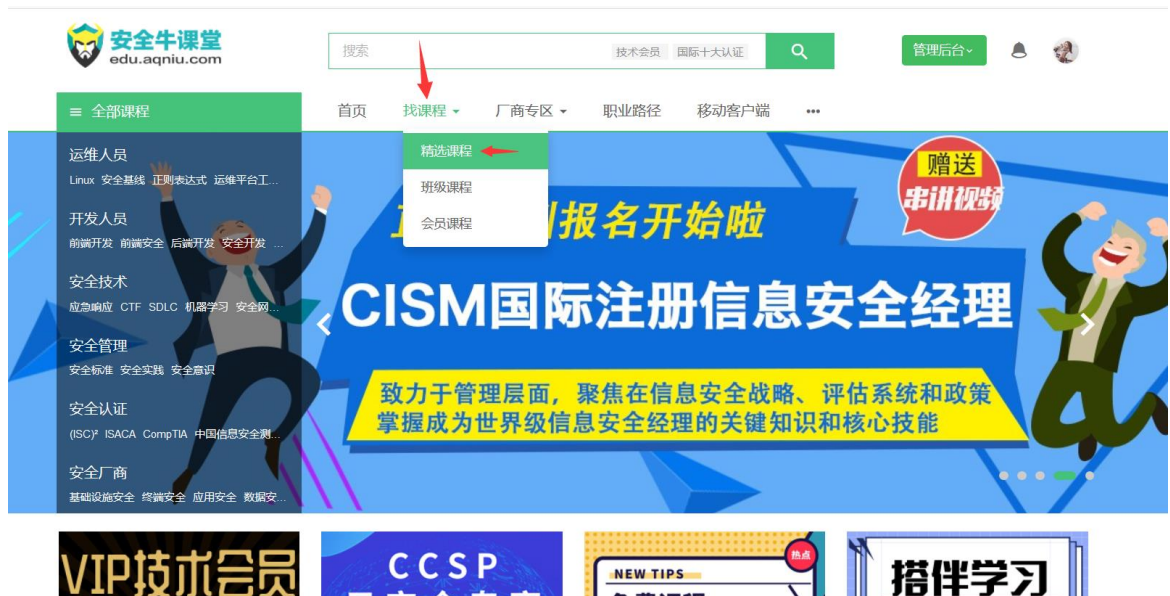 安全牛课堂
edu.aqniu.com
搜索 技术会员 国际十大认证
管理后台
≡ 全部课程
首页 找课程 厂商专区 职业路径 移动客户端 •••
精选课程
班级课程
会员课程
运维人员
Linux 安全基线 正则表达式 运维平台工...
开发人员
前端开发 前端安全 后端开发 安全开发 ...
安全技术
应急响应 CTF SDLC 机器学习 安全网...
安全管理
安全标准 安全实践 安全意识
安全认证
(ISC)² ISACA CompTIA 中国信息安全测...
安全厂商
基础设施安全 终端安全 应用安全 数据安...
赠送
串讲视频
报名开始啦
CISM国际注册信息安全经理
致力于管理层面，聚焦在信息安全战略、评估系统和政策
掌握成为世界级信息安全经理的关键知识和核心技能
VIP技术会员
CCSP
热点
NEW TIPS
搭伴学习